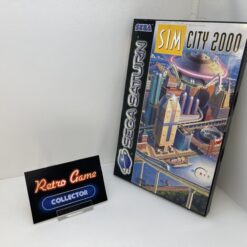 SEGA
SIM CITY 2000
SEGA SATURN
Retro Game
COLLECTOR